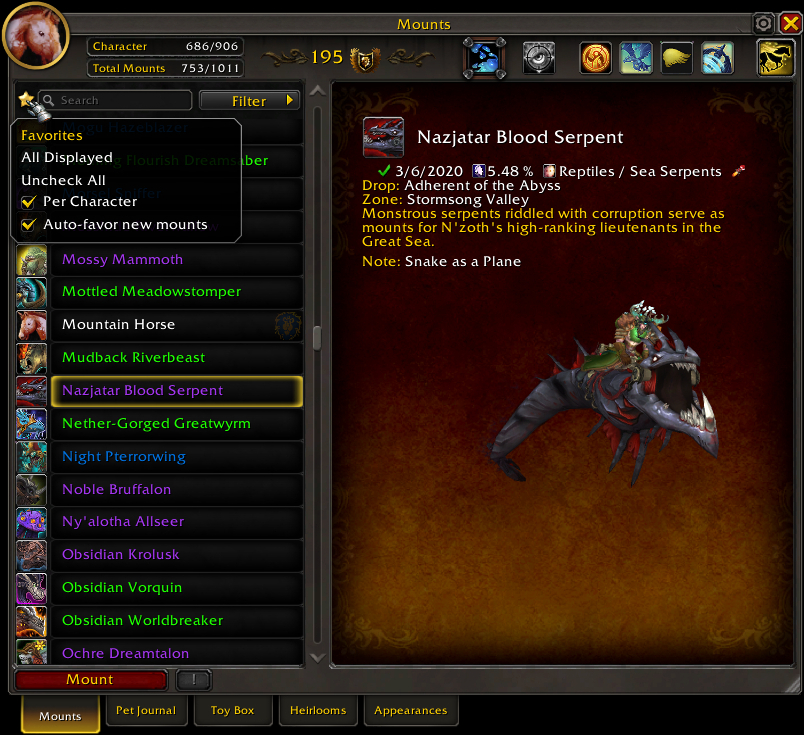 Mounts
Character 686/906
Total Mounts 753/1011
195
Search
Filter
Favorites
All Displayed
Uncheck All
Per Character
Auto-favor new mounts
Mossy Mammoth
Mottled Meadowstomper
Mountain Horse
Mudback Riverbeast
Nazjatar Blood Serpent
Nether-Gorged Greatwyrm
Night Pterrorwing
Noble Bruffalon
Ny'alotha Allseer
Obsidian Krolusk
Obsidian Vorquin
Obsidian Worldbreaker
Ochre Dreamtalon
Nazjatar Blood Serpent
3/6/2020 5.48 % Reptiles / Sea Serpents
Drop: Adherent of the Abyss
Zone: Stormsong Valley
Monstrous serpents riddled with corruption serve as
mounts for N'zoth's high-ranking lieutenants in the
Great Sea.
Note: Snake as a Plane
Mount
!
Mounts
Pet Journal
Toy Box
Heirlooms
Appearances